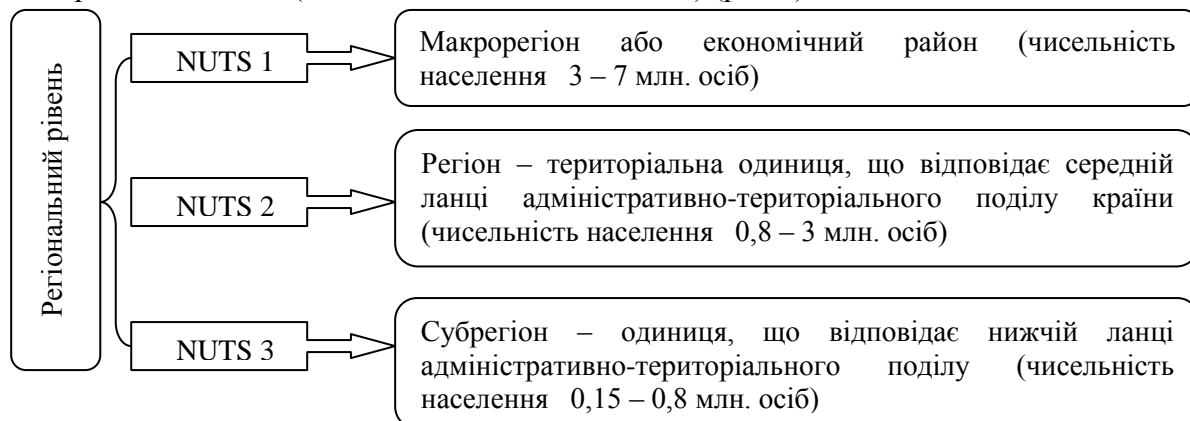 Регіональний рівень
NUTS 1
Макрорегіон або економічний район (чисельність
населення 3 – 7 млн. осіб)
NUTS 2
Регіон – територіальна одиниця, що відповідає середній
ланці адміністративно-територіального поділу країни
(чисельність населення 0,8 – 3 млн. осіб)
NUTS 3
Субрегіон – одиниця, що відповідає нижчій ланці
адміністративно-територіального поділу (чисельність
населення 0,15 – 0,8 млн. осіб)